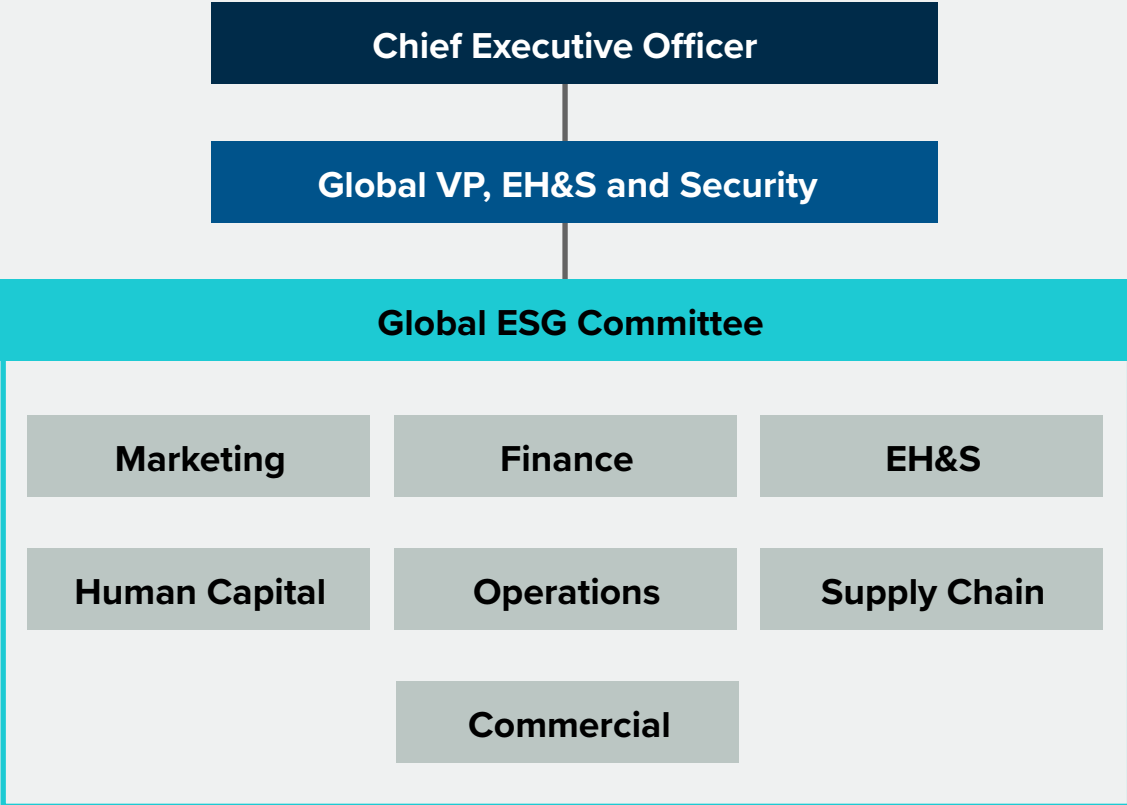 Chief Executive Officer
Global VP, EH&S and Security
Global ESG Committee
Marketing
Finance
EH&S
Human Capital
Operations
Supply Chain
Commercial